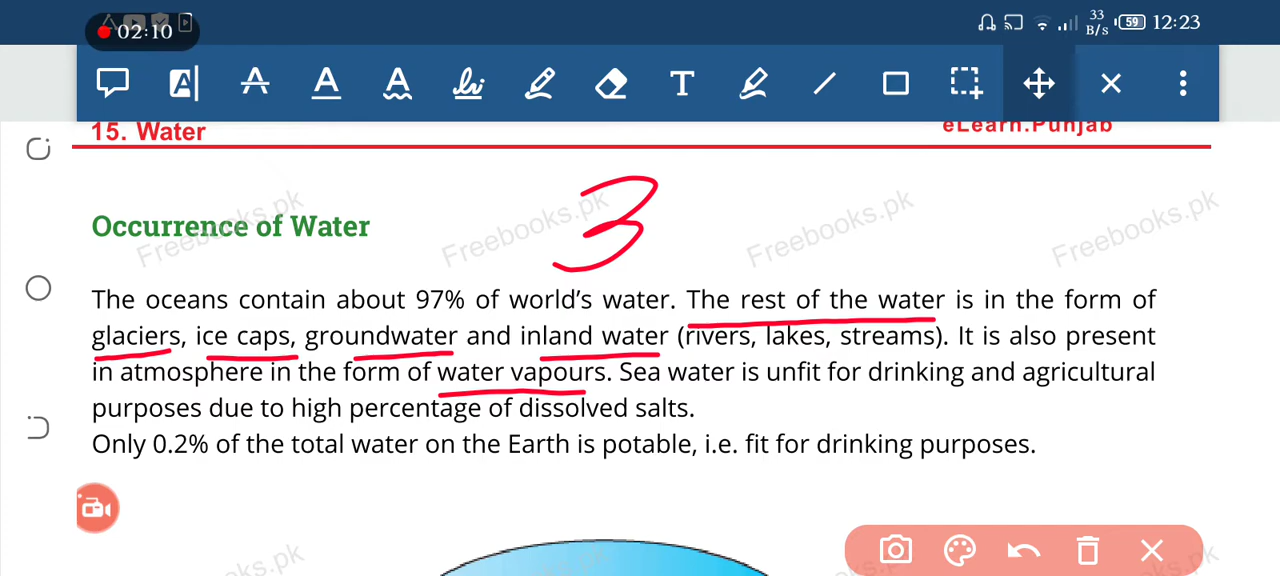 02:10
33
B/s
59
12:23
A
A
A
A
T
15. Water
eLearn.Punjab
3
Occurrence of Water
Freebooks.pk
Freebooks.pk
Freebooks.pk
Freebooks.pk
The oceans contain about 97% of world's water. The rest of the water is in the form of
glaciers, ice caps, groundwater and inland water (rivers, lakes, streams). It is also present
in atmosphere in the form of water vapours. Sea water is unfit for drinking and agricultural
purposes due to high percentage of dissolved salts.
Only 0.2% of the total water on the Earth is potable, i.e. fit for drinking purposes.
ks.pk